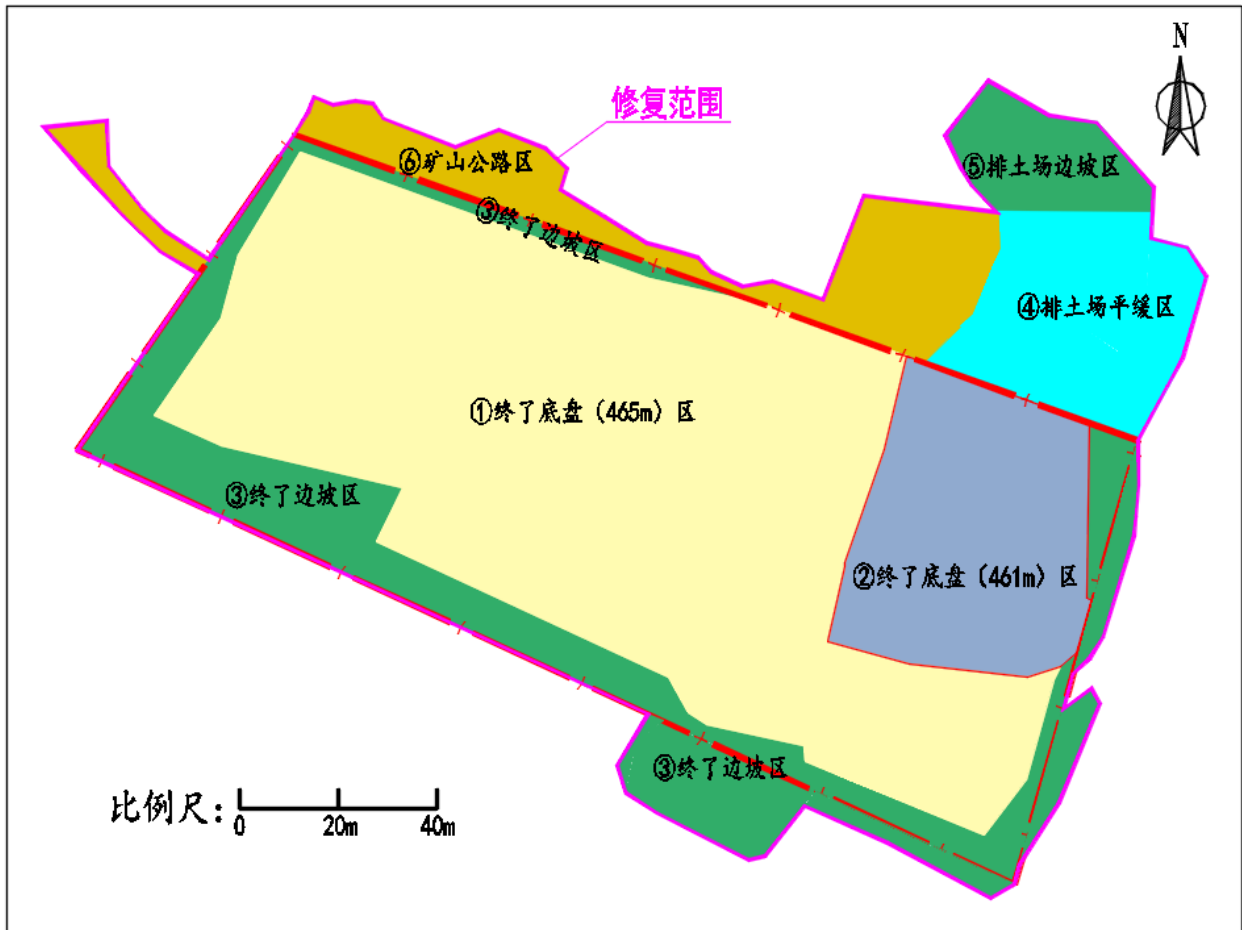 N
修复范围
⑥矿山公路区
⑤排土场边坡区
③终了边坡区
④排土场平缓区
①终了底盘(465m)区
③终了边坡区
②终了底盘(461m)区
③终了边坡区
比例尺:
0 20m 40m